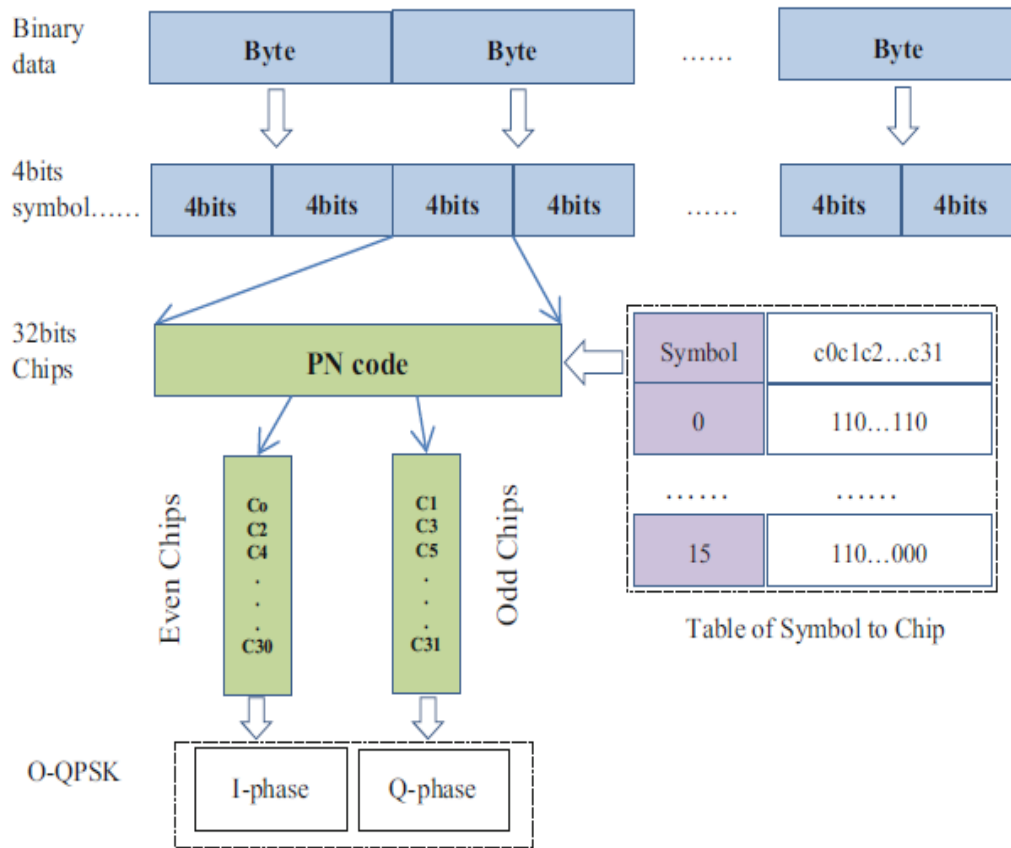 Binary data
Byte Byte ...... Byte
4bits symbol......
4bits 4bits 4bits 4bits ...... 4bits 4bits
32bits Chips
PN code
Symbol c0c1c2...c31
0 110...110
...... ......
15 110...000
Table of Symbol to Chip
Even Chips
Co
C2
C4
.
.
.
C30
C1
C3
C5
.
.
.
C31
Odd Chips
O-QPSK
I-phase Q-phase